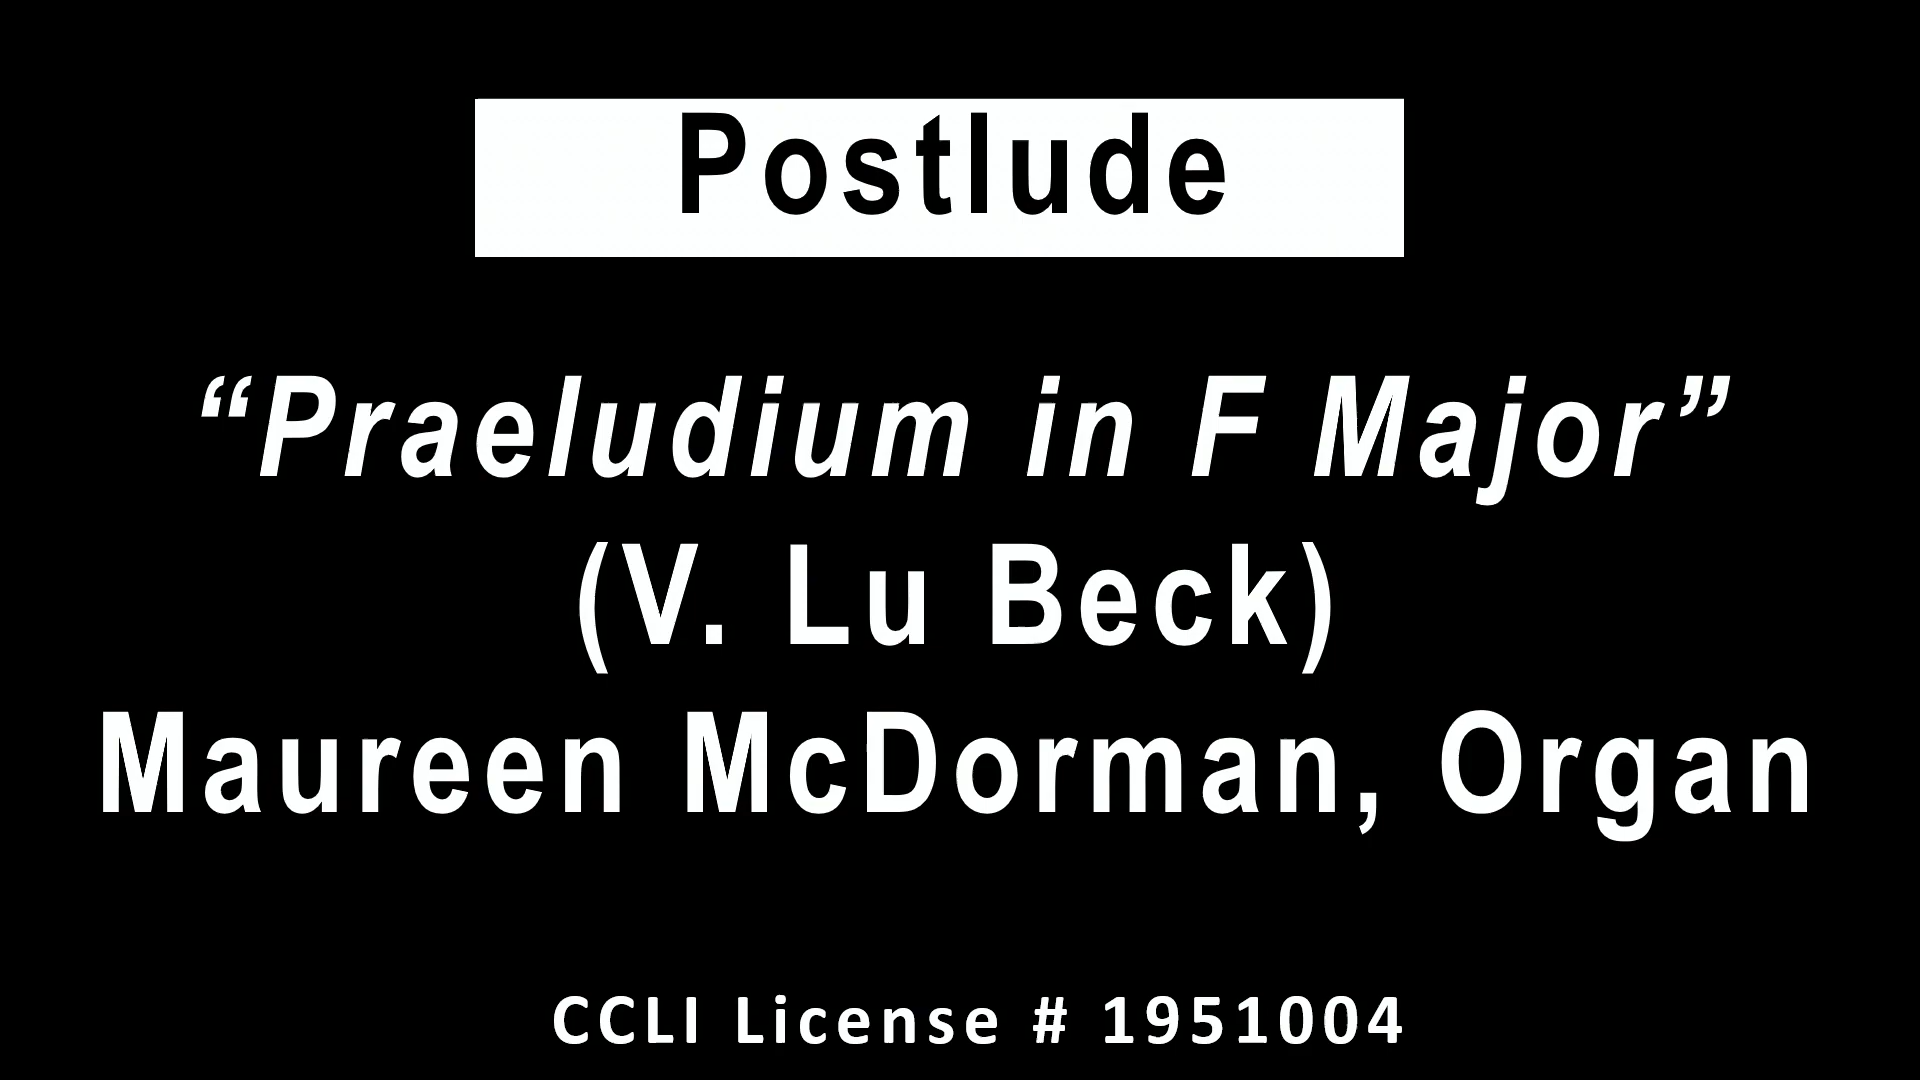 Postlude
“Praeludium in F Major”
(V. Lu Beck)
Maureen McDorman, Organ
CCLI License # 1951004